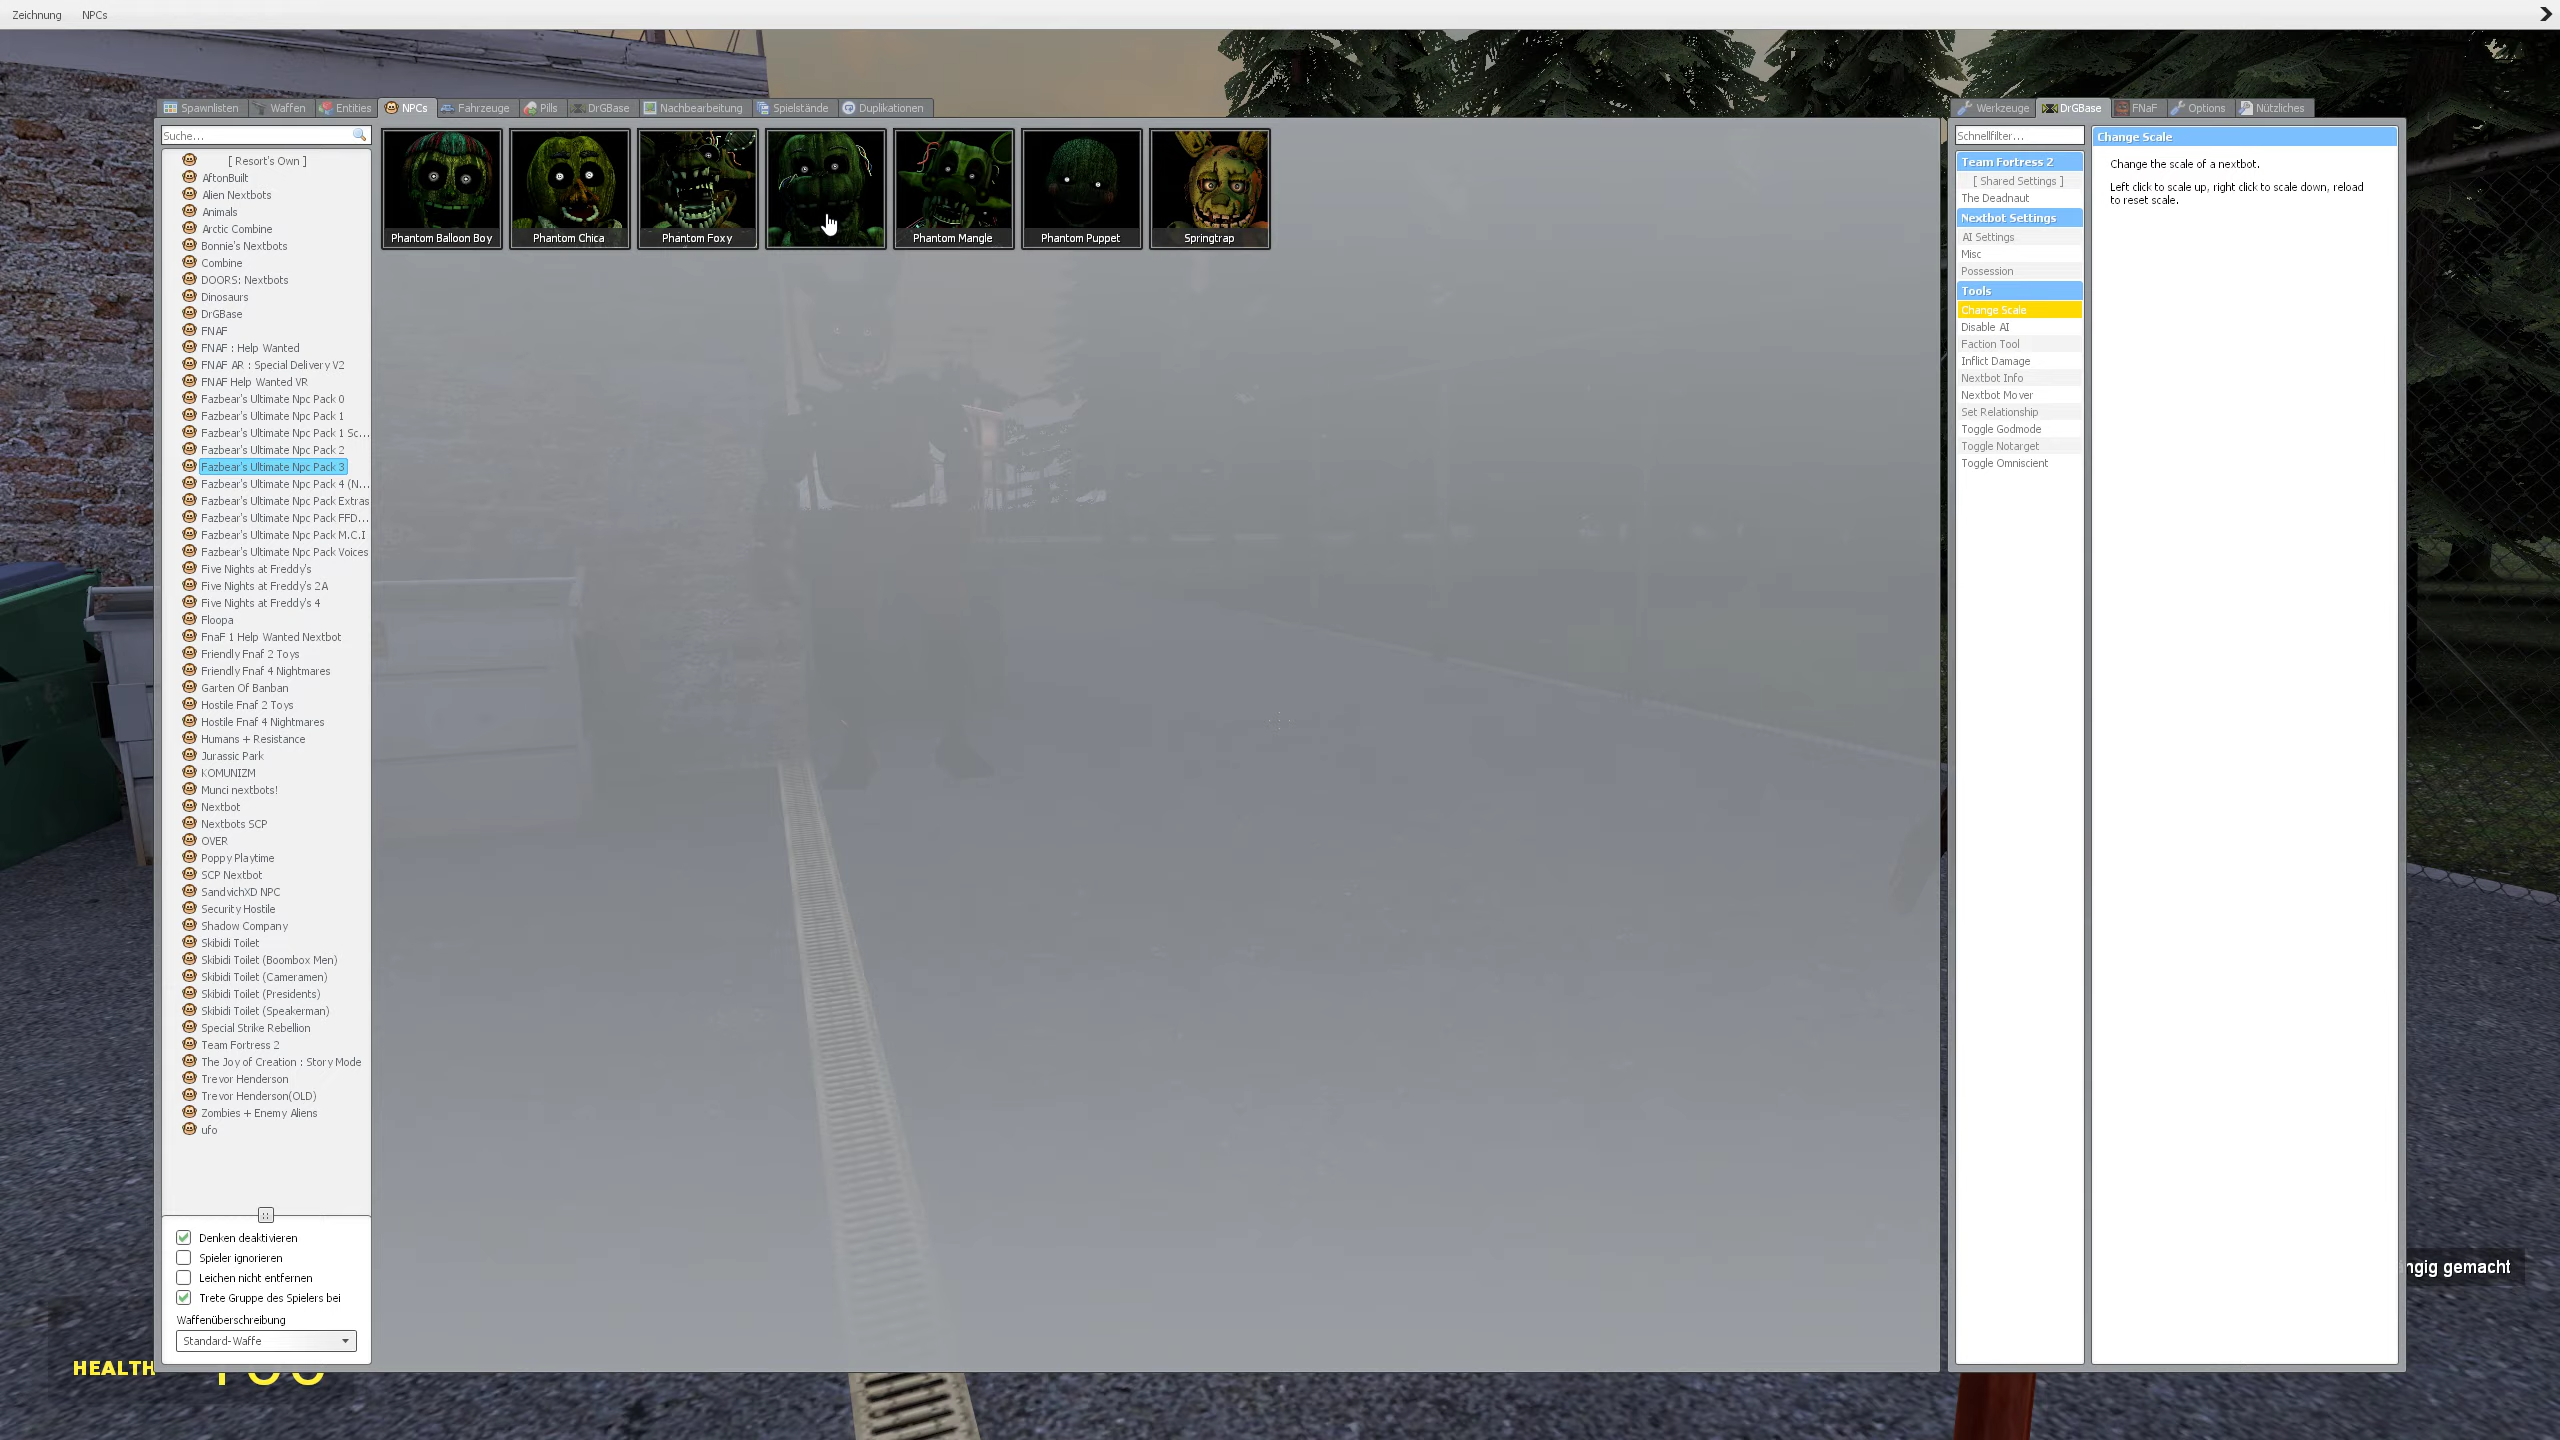 Zeichnung NPCs
Spawnlisten Waffen Entities NPCs Fahrzeuge Pills DrGBase Nachbearbeitung Spielstände Duplikationen
Suche...
[ Resort's Own ]
AftonBuilt
Alien Nextbots
Animals
Arctic Combine
Bonnie's Nextbots
Combine
DOORS: Nextbots
Dinosaurs
DrGBase
FNAF
FNAF : Help Wanted
FNAF AR : Special Delivery V2
FNAF Help Wanted VR
Fazbear's Ultimate Npc Pack 0
Fazbear's Ultimate Npc Pack 1
Fazbear's Ultimate Npc Pack 1 Sc...
Fazbear's Ultimate Npc Pack 2
Fazbear's Ultimate Npc Pack 3
Fazbear's Ultimate Npc Pack 4 (N...
Fazbear's Ultimate Npc Pack Extras
Fazbear's Ultimate Npc Pack FFD...
Fazbear's Ultimate Npc Pack M.C.I
Fazbear's Ultimate Npc Pack Voices
Five Nights at Freddy's
Five Nights at Freddy's 2A
Five Nights at Freddy's 4
Floopa
FnaF 1 Help Wanted Nextbot
Friendly Fnaf 2 Toys
Friendly Fnaf 4 Nightmares
Garten Of Banban
Hostile Fnaf 2 Toys
Hostile Fnaf 4 Nightmares
Humans + Resistance
Jurassic Park
KOMUNIZM
Munci nextbots!
Nextbot
Nextbots SCP
OVER
Poppy Playtime
SCP Nextbot
SandvichXD NPC
Security Hostile
Shadow Company
Skibidi Toilet
Skibidi Toilet (Boombox Men)
Skibidi Toilet (Cameramen)
Skibidi Toilet (Presidents)
Skibidi Toilet (Speakerman)
Special Strike Rebellion
Team Fortress 2
The Joy of Creation : Story Mode
Trevor Henderson
Trevor Henderson(OLD)
Zombies + Enemy Aliens
ufo
Denken deaktivieren
Spieler ignorieren
Leichen nicht entfernen
Trete Gruppe des Spielers bei
Waffenüberschreibung
Standard-Waffe
HEALTH
Phantom Balloon Boy
Phantom Chica
Phantom Foxy
Phantom Mangle
Phantom Puppet
Springtrap
Werkzeuge DrGBase FNaF Options Nützliches
Schnellfilter...
Team Fortress 2
[ Shared Settings ]
The Deadnaut
Nextbot Settings
AI Settings
Misc
Possession
Tools
Change Scale
Disable AI
Faction Tool
Inflict Damage
Nextbot Info
Nextbot Mover
Set Relationship
Toggle Godmode
Toggle Notarget
Toggle Omniscient
Change Scale
Change the scale of a nextbot.
Left click to scale up, right click to scale down, reload
to reset scale.
gemacht